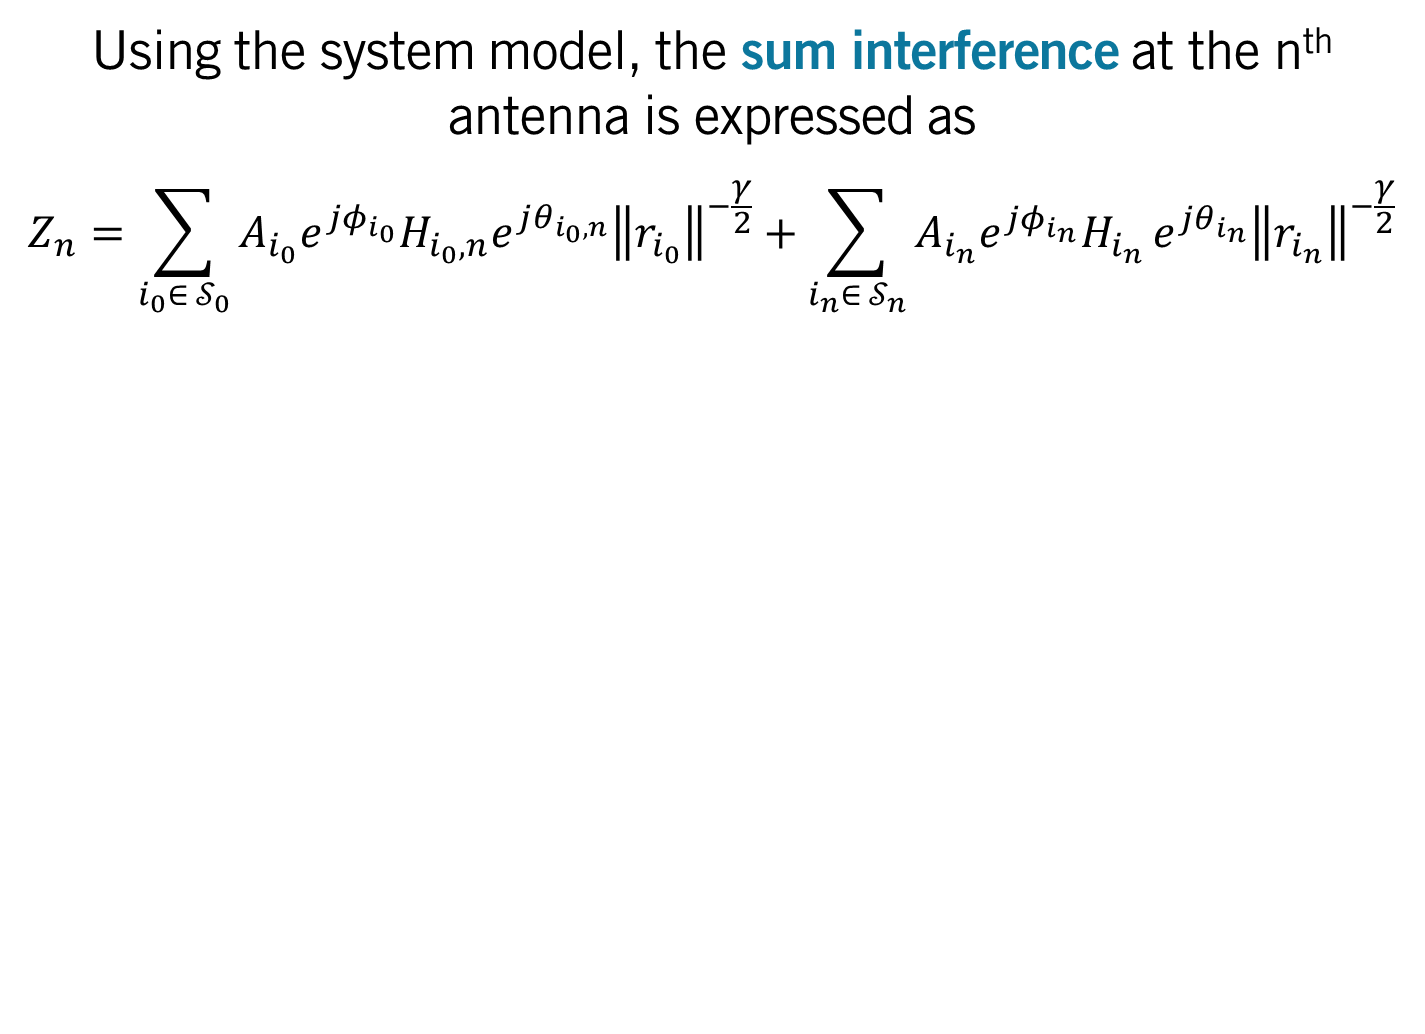 Using the system model, the sum interference at the nᵗʰ
antenna is expressed as
$Z_n = \sum_{i_0 \in \mathcal{S}_0} A_{i_0} e^{j\phi_{i_0}} H_{i_0,n} e^{j\theta_{i_0,n}} \|r_{i_0}\|^{-\frac{\gamma}{2}} + \sum_{i_n \in \mathcal{S}_n} A_{i_n} e^{j\phi_{i_n}} H_{i_n} e^{j\theta_{i_n}} \|r_{i_n}\|^{-\frac{\gamma}{2}}$